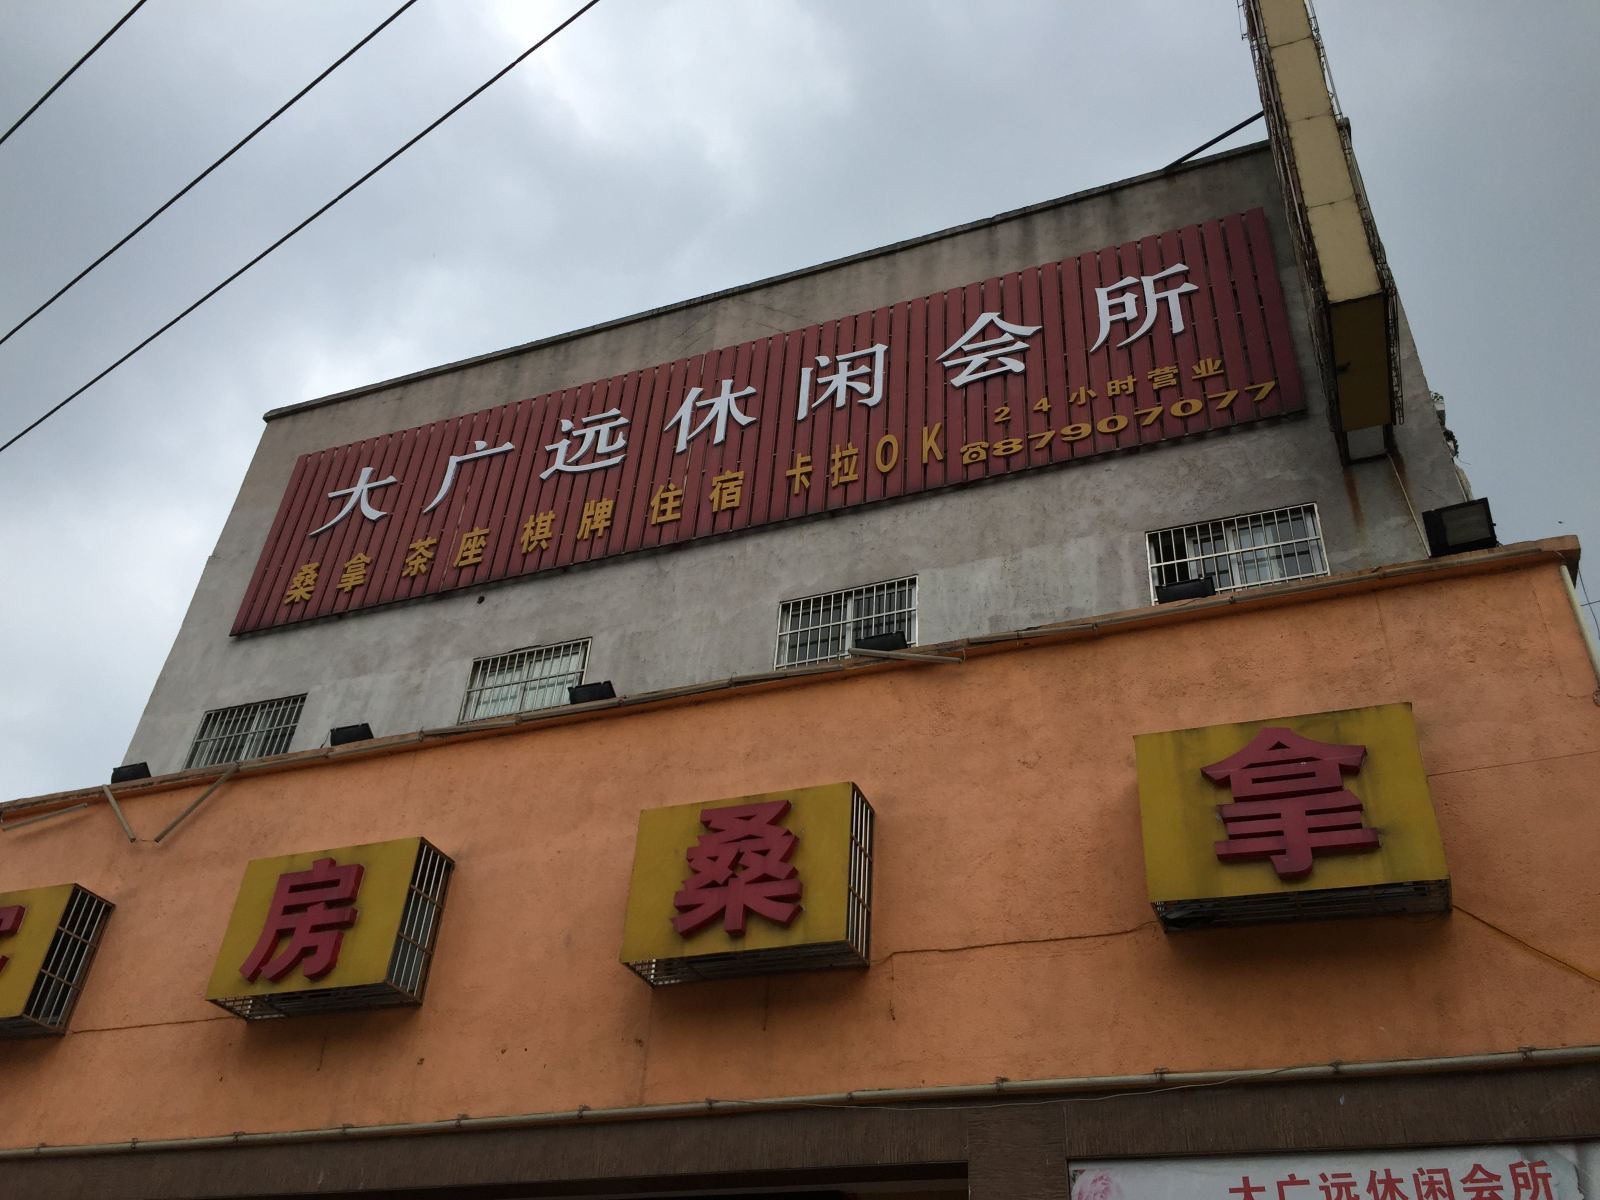 大广远休闲会所
24小时营业
桑拿 茶座 棋牌 住宿 卡拉OK ☎87907077
房桑拿
大广远休闲会所